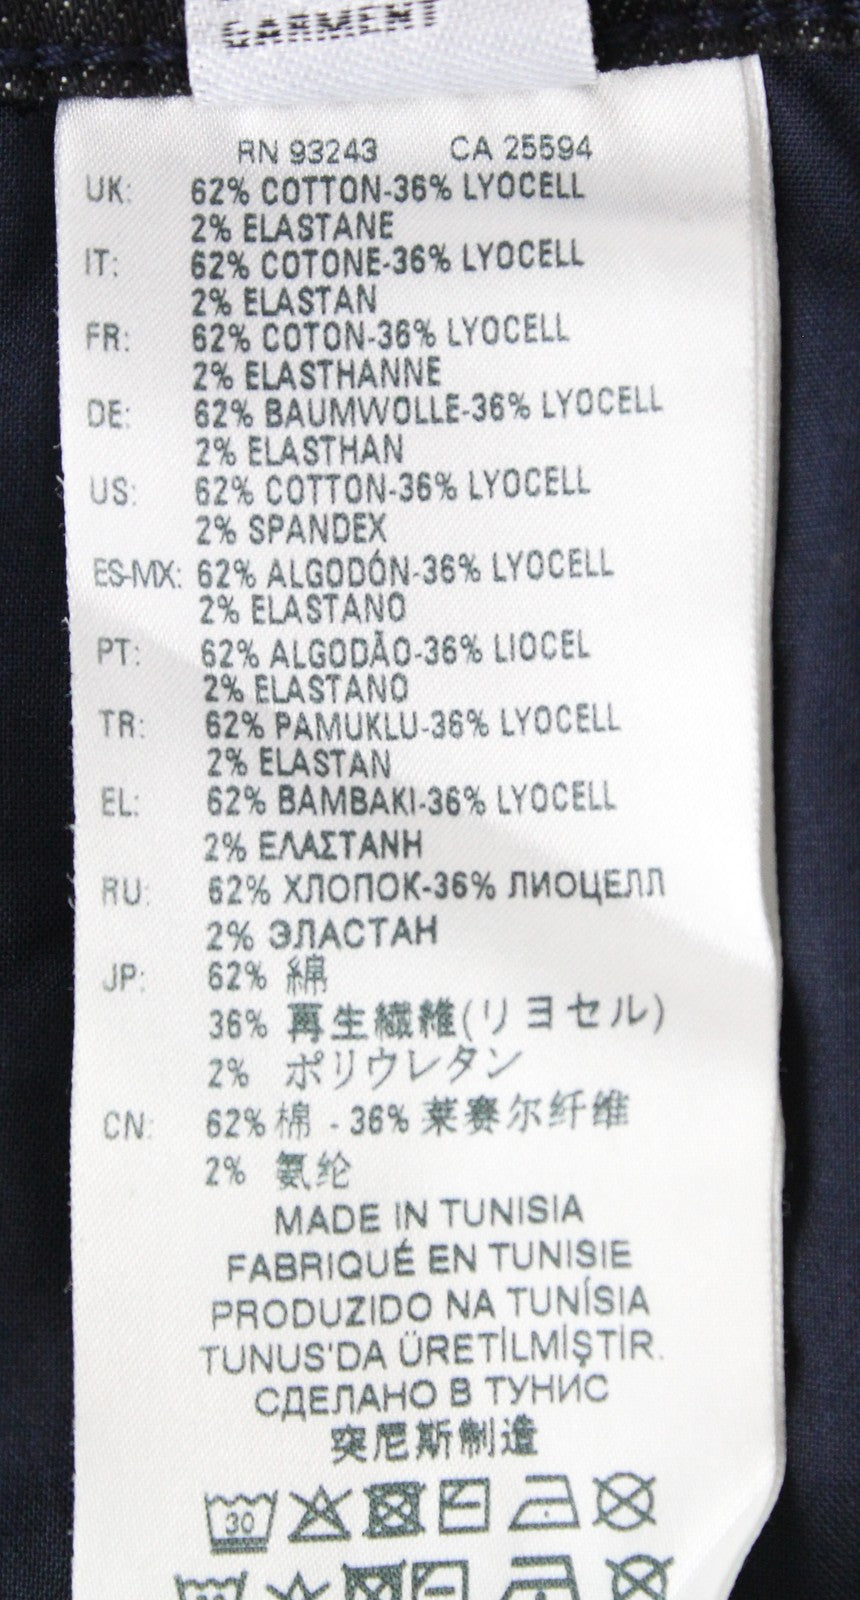 GARMENT
RN 93243 CA 25594
UK: 62% COTTON-36% LYOCELL
2% ELASTANE
IT: 62% COTONE-36% LYOCELL
2% ELASTAN
FR: 62% COTON-36% LYOCELL
2% ELASTHANNE
DE: 62% BAUMWOLLE-36% LYOCELL
2% ELASTHAN
US: 62% COTTON-36% LYOCELL
2% SPANDEX
ES-MX: 62% ALGODÓN-36% LYOCELL
2% ELASTANO
PT: 62% ALGODÃO-36% LIOCEL
2% ELASTANO
TR: 62% PAMUKLU-36% LYOCELL
2% ELASTAN
EL: 62% BAMBAKI-36% LYOCELL
2% ΕΛΑΣΤΑΝΗ
RU: 62% ХЛОПОК-36% ЛИОЦЕЛЛ
2% ЭЛАСТАН
JP: 62% 綿
36% 再生繊維(リヨセル)
2% ポリウレタン
CN: 62% 棉 - 36% 莱赛尔纤维
2% 氨纶
MADE IN TUNISIA
FABRIQUÉ EN TUNISIE
PRODUZIDO NA TUNÍSIA
TUNUS'DA ÜRETİLMİŞTİR.
СДЕЛАНО В ТУНИС
突尼斯制造
30